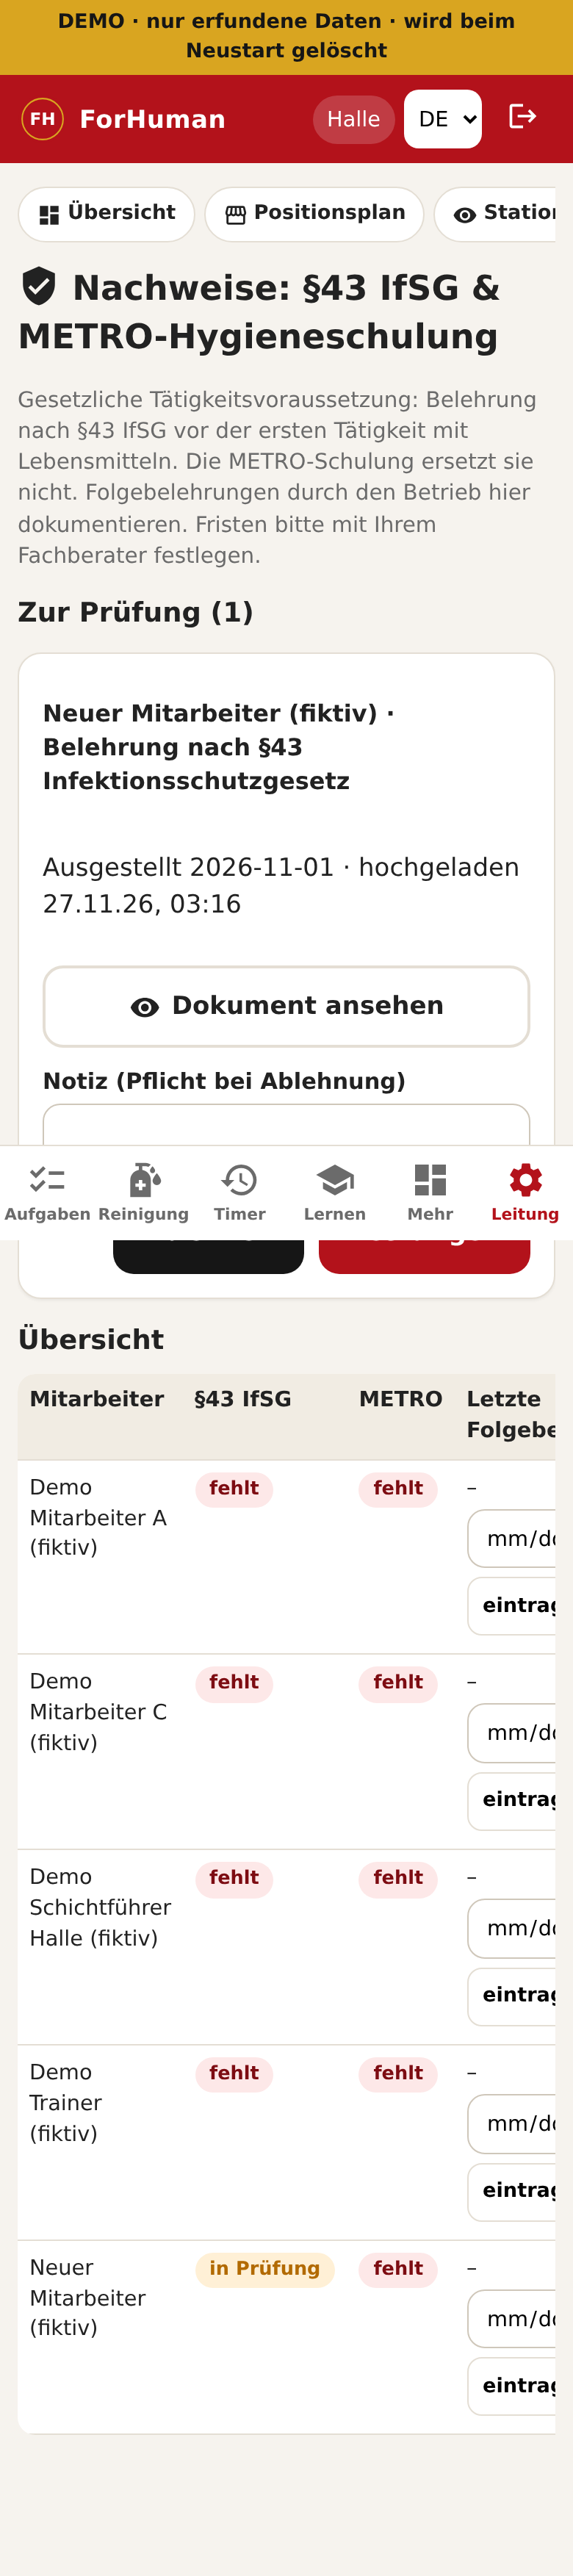 DEMO · nur erfundene Daten · wird beim
Neustart gelöscht
FH ForHuman Halle DE
Übersicht Positionsplan
Nachweise: §43 IfSG &
METRO-Hygieneschulung
Gesetzliche Tätigkeitsvoraussetzung: Belehrung
nach §43 IfSG vor der ersten Tätigkeit mit
Lebensmitteln. Die METRO-Schulung ersetzt sie
nicht. Folgebelehrungen durch den Betrieb hier
dokumentieren. Fristen bitte mit Ihrem
Fachberater festlegen.
Zur Prüfung (1)
Neuer Mitarbeiter (fiktiv) ·
Belehrung nach §43
Infektionsschutzgesetz
Ausgestellt 2026-11-01 · hochgeladen
27.11.26, 03:16
Dokument ansehen
Notiz (Pflicht bei Ablehnung)
Aufgaben Reinigung Timer Lernen Mehr Leitung
Übersicht
Mitarbeiter §43 IfSG METRO Letzte
Demo fehlt fehlt –
Mitarbeiter A
(fiktiv)
Demo fehlt fehlt –
Mitarbeiter C
(fiktiv)
Demo fehlt fehlt –
Schichtführer
Halle (fiktiv)
Demo fehlt fehlt –
Trainer
(fiktiv)
Neuer in Prüfung fehlt –
Mitarbeiter
(fiktiv)